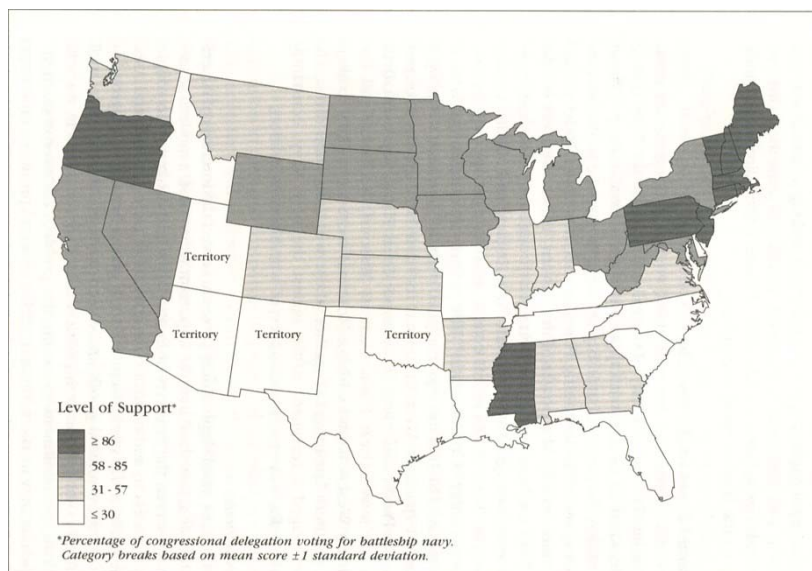 Territory
Territory
Territory
Territory
Level of Support*
≥ 86
58 - 85
31 - 57
≤ 30
*Percentage of congressional delegation voting for battleship navy.
Category breaks based on mean score ±1 standard deviation.